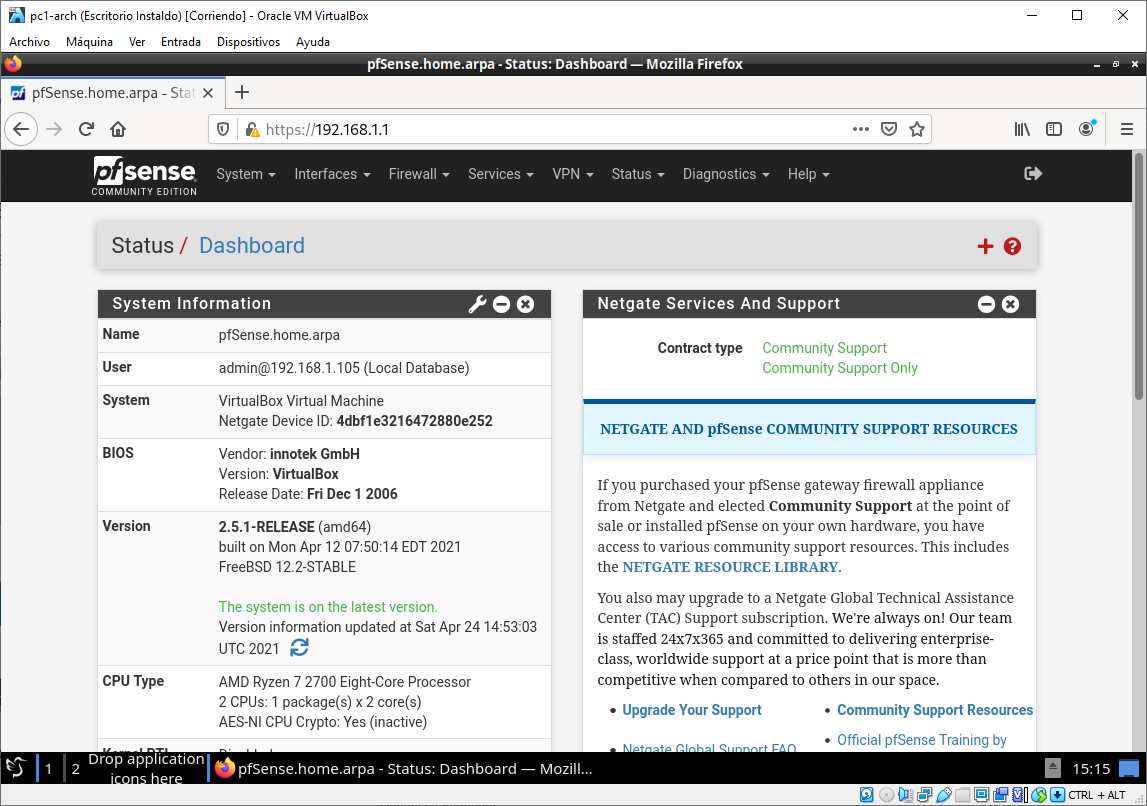 pc1-arch (Escritorio Instaldo) [Corriendo] - Oracle VM VirtualBox
Archivo Máquina Ver Entrada Dispositivos Ayuda
pfSense.home.arpa - Status: Dashboard — Mozilla Firefox
pfSense.home.arpa - Stat
https://192.168.1.1
pfsense
COMMUNITY EDITION
System Interfaces Firewall Services VPN Status Diagnostics Help
Status / Dashboard
System Information
Name pfSense.home.arpa
User admin@192.168.1.105 (Local Database)
System VirtualBox Virtual Machine
Netgate Device ID: 4dbf1e3216472880e252
BIOS Vendor: innotek GmbH
Version: VirtualBox
Release Date: Fri Dec 1 2006
Version 2.5.1-RELEASE (amd64)
built on Mon Apr 12 07:50:14 EDT 2021
FreeBSD 12.2-STABLE
The system is on the latest version.
Version information updated at Sat Apr 24 14:53:03
UTC 2021
CPU Type AMD Ryzen 7 2700 Eight-Core Processor
2 CPUs: 1 package(s) x 2 core(s)
AES-NI CPU Crypto: Yes (inactive)
Kernel PTI Disabled
Netgate Services And Support
Contract type Community Support
Community Support Only
NETGATE AND pfSense COMMUNITY SUPPORT RESOURCES
If you purchased your pfSense gateway firewall appliance
from Netgate and elected Community Support at the point of
sale or installed pfSense on your own hardware, you have
access to various community support resources. This includes
the NETGATE RESOURCE LIBRARY.
You also may upgrade to a Netgate Global Technical Assistance
Center (TAC) Support subscription. We're always on! Our team
is staffed 24x7x365 and committed to delivering enterprise-
class, worldwide support at a price point that is more than
competitive when compared to others in our space.
Upgrade Your Support
Community Support Resources
Netgate Global Support FAQ
Official pfSense Training by
1 2 Drop application
icons here
pfSense.home.arpa - Status: Dashboard — Mozill...
15:15
CTRL + ALT